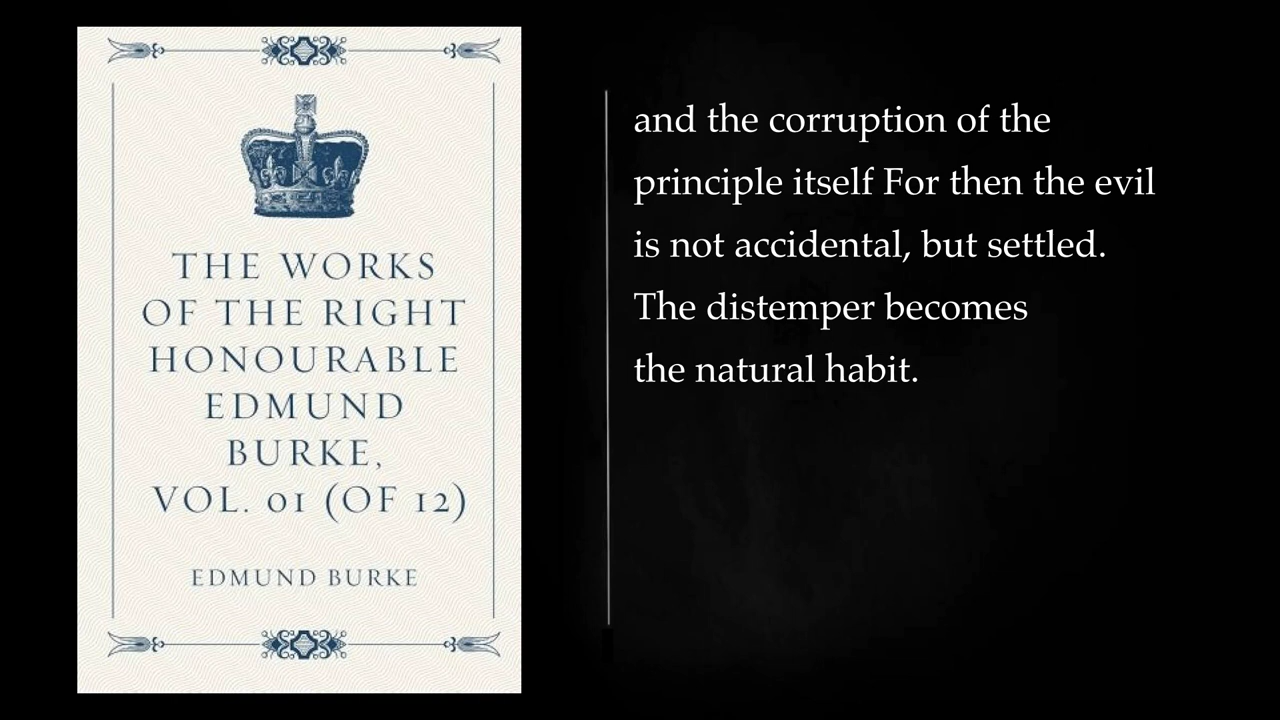 THE WORKS
OF THE RIGHT
HONOURABLE
EDMUND
BURKE,
VOL. 01 (OF 12)
EDMUND BURKE
and the corruption of the
principle itself For then the evil
is not accidental, but settled.
The distemper becomes
the natural habit.